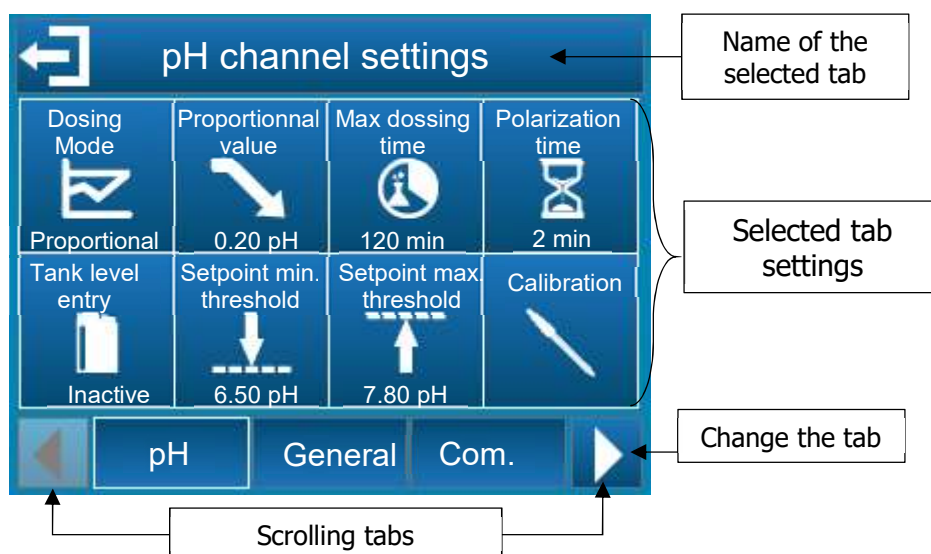 pH channel settings
Name of the
selected tab
Dosing
Mode
Proportional
Proportionnal
value
0.20 pH
Max dossing
time
120 min
Polarization
time
2 min
Tank level
entry
Inactive
Setpoint min.
threshold
6.50 pH
Setpoint max.
threshold
7.80 pH
Calibration
Selected tab
settings
pH
General
Com.
Change the tab
Scrolling tabs